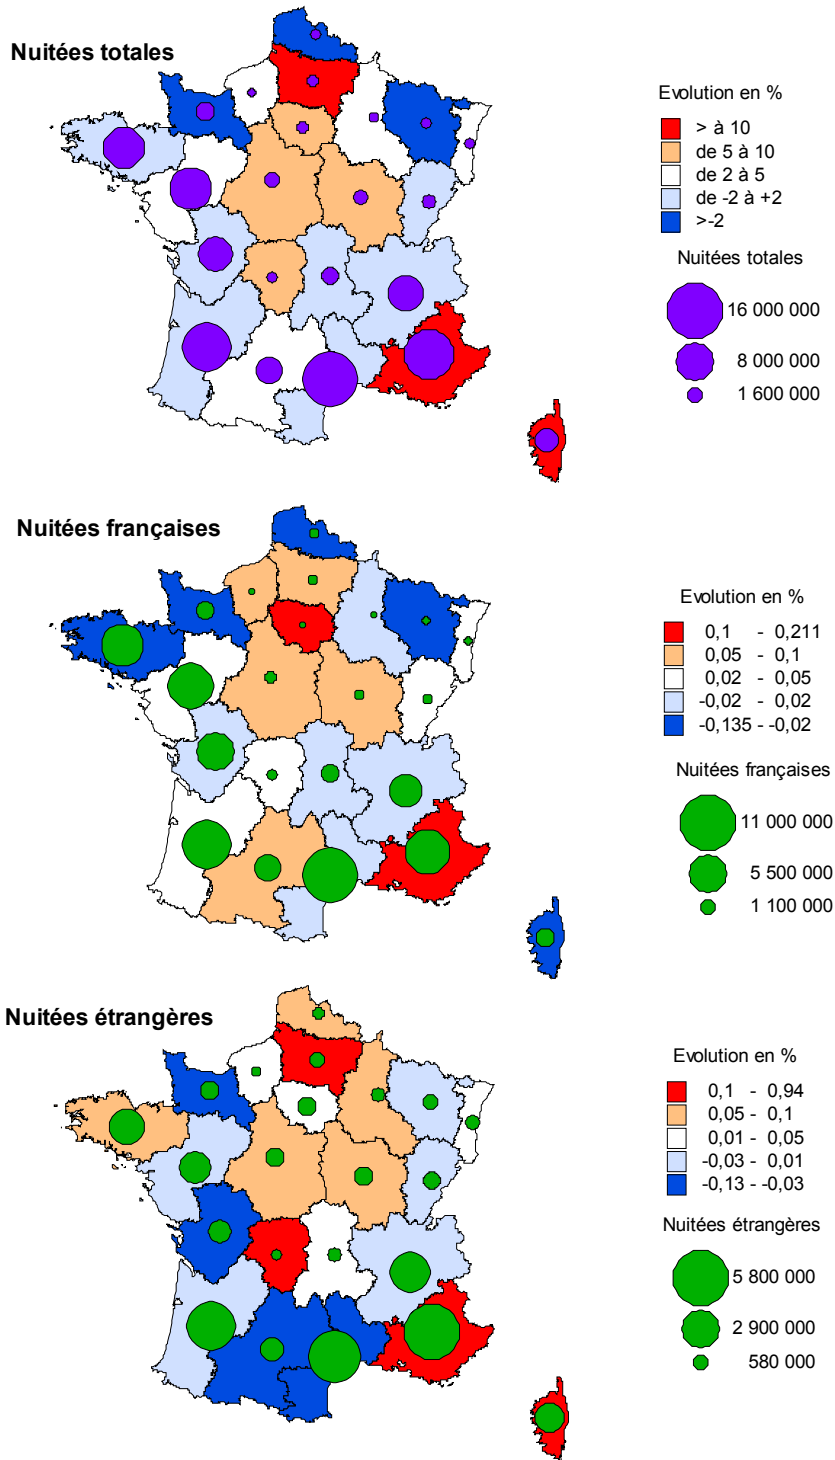 Nuitées totales
Evolution en %
> à 10
de 5 à 10
de 2 à 5
de -2 à +2
>-2
Nuitées totales
16 000 000
8 000 000
1 600 000
Nuitées françaises
Evolution en %
0,1 - 0,211
0,05 - 0,1
0,02 - 0,05
-0,02 - 0,02
-0,135 - -0,02
Nuitées françaises
11 000 000
5 500 000
1 100 000
Nuitées étrangères
Evolution en %
0,1 - 0,94
0,05 - 0,1
0,01 - 0,05
-0,03 - 0,01
-0,13 - -0,03
Nuitées étrangères
5 800 000
2 900 000
580 000